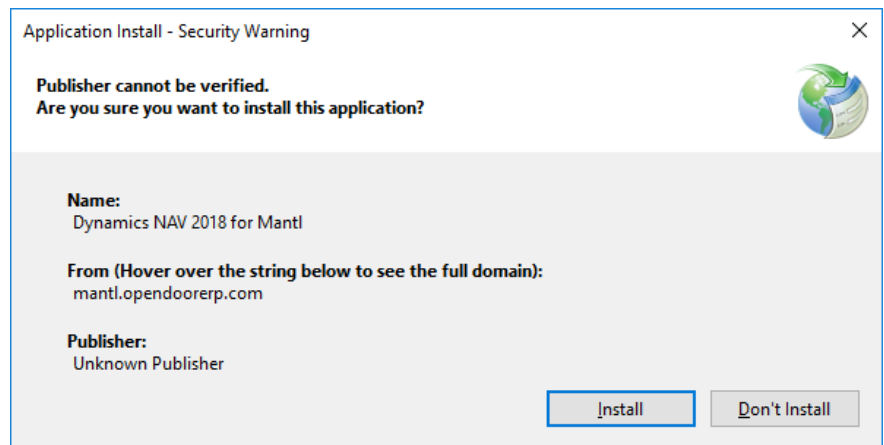 Application Install - Security Warning
Publisher cannot be verified.
Are you sure you want to install this application?
Name:
Dynamics NAV 2018 for Mantl
From (Hover over the string below to see the full domain):
mantl.opendoorerp.com
Publisher:
Unknown Publisher
Install
Don't Install